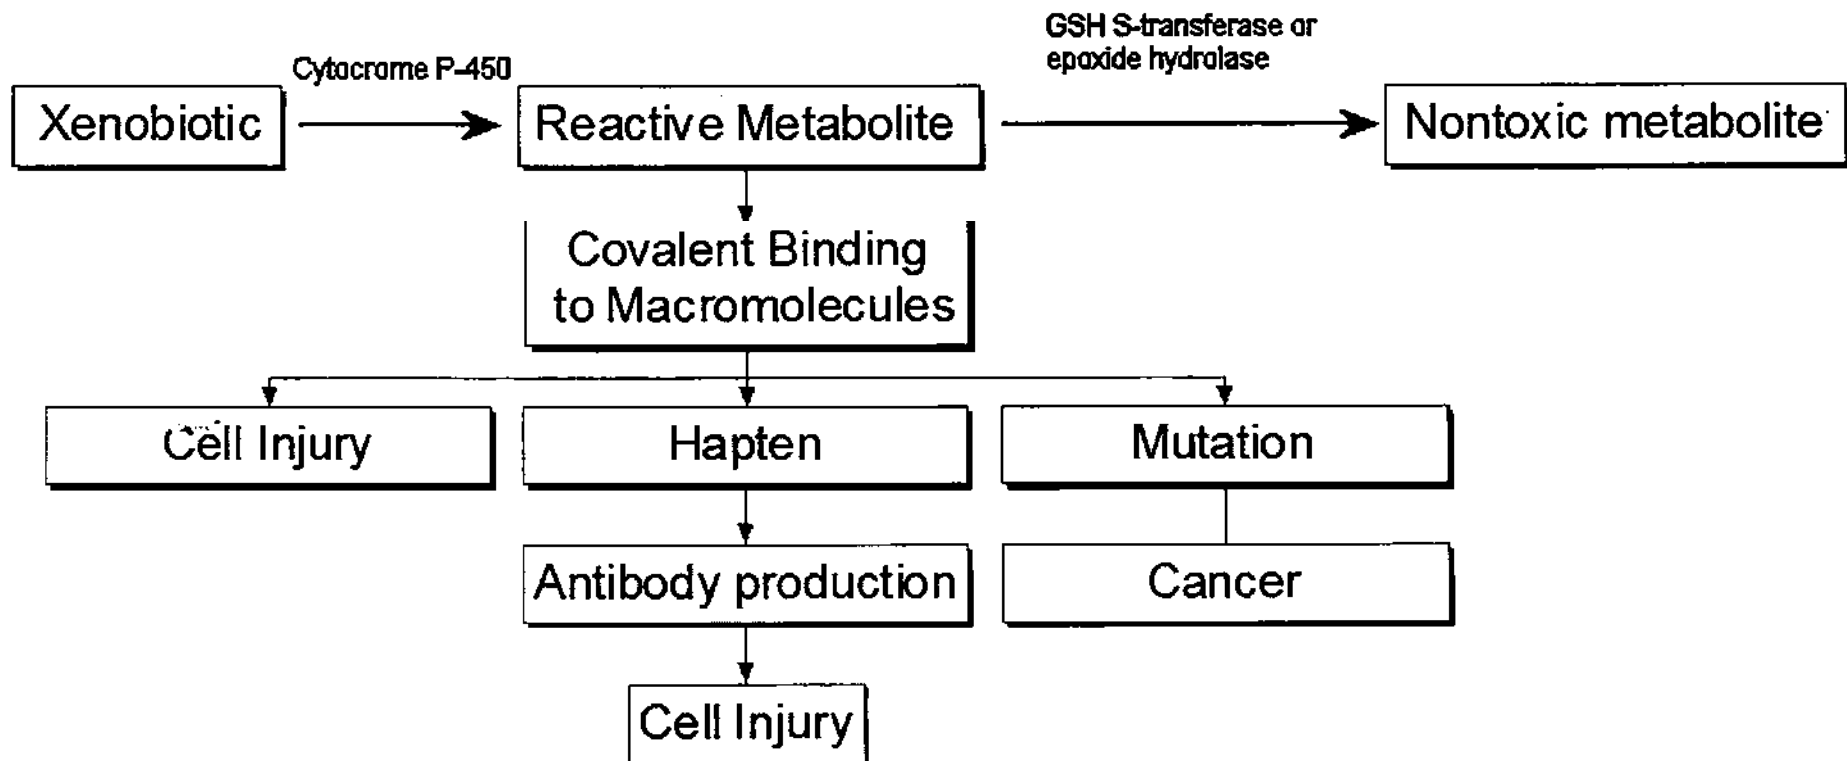 GSH S-transferase or
epoxide hydralase
Cytocrome P-450
Xenobiotic
Reactive Metabolite
Nontoxic metabolite
Covalent Binding
to Macromolecules
Cell Injury
Hapten
Mutation
Antibody production
Cancer
Cell Injury